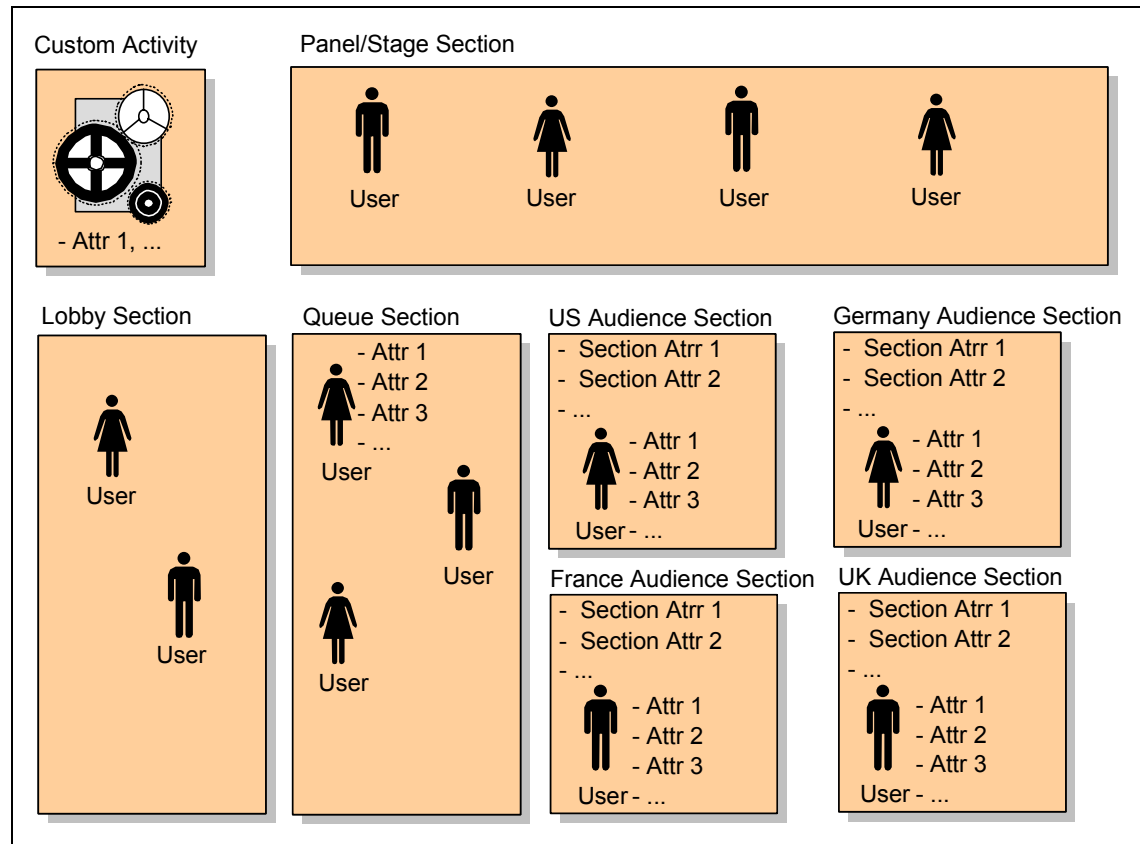 Custom Activity
- Attr 1, ...
Panel/Stage Section
User
User
User
User
Lobby Section
User
User
Queue Section
- Attr 1
- Attr 2
- Attr 3
- ...
User
User
User
US Audience Section
- Section Atrr 1
- Section Attr 2
- ...
- Attr 1
- Attr 2
- Attr 3
User - ...
Germany Audience Section
- Section Atrr 1
- Section Attr 2
- ...
- Attr 1
- Attr 2
- Attr 3
User - ...
France Audience Section
- Section Atrr 1
- Section Attr 2
- ...
- Attr 1
- Attr 2
- Attr 3
User - ...
UK Audience Section
- Section Atrr 1
- Section Attr 2
- ...
- Attr 1
- Attr 2
- Attr 3
User - ...